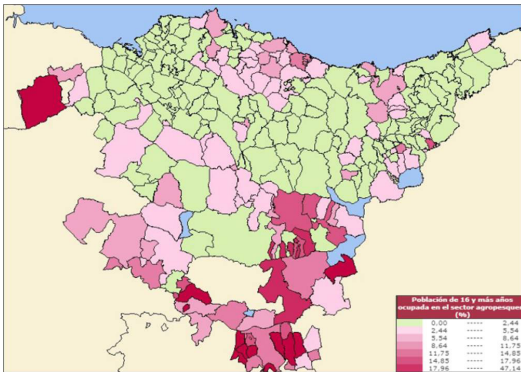 Población de 16 y más años
ocupada en el sector agropesquero
(%)
0.00 ----- 2.44
2.44 ----- 5.54
5.54 ----- 8.64
8.64 ----- 11.75
11.75 ----- 14.85
14.85 ----- 17.96
17.96 ----- 47.14